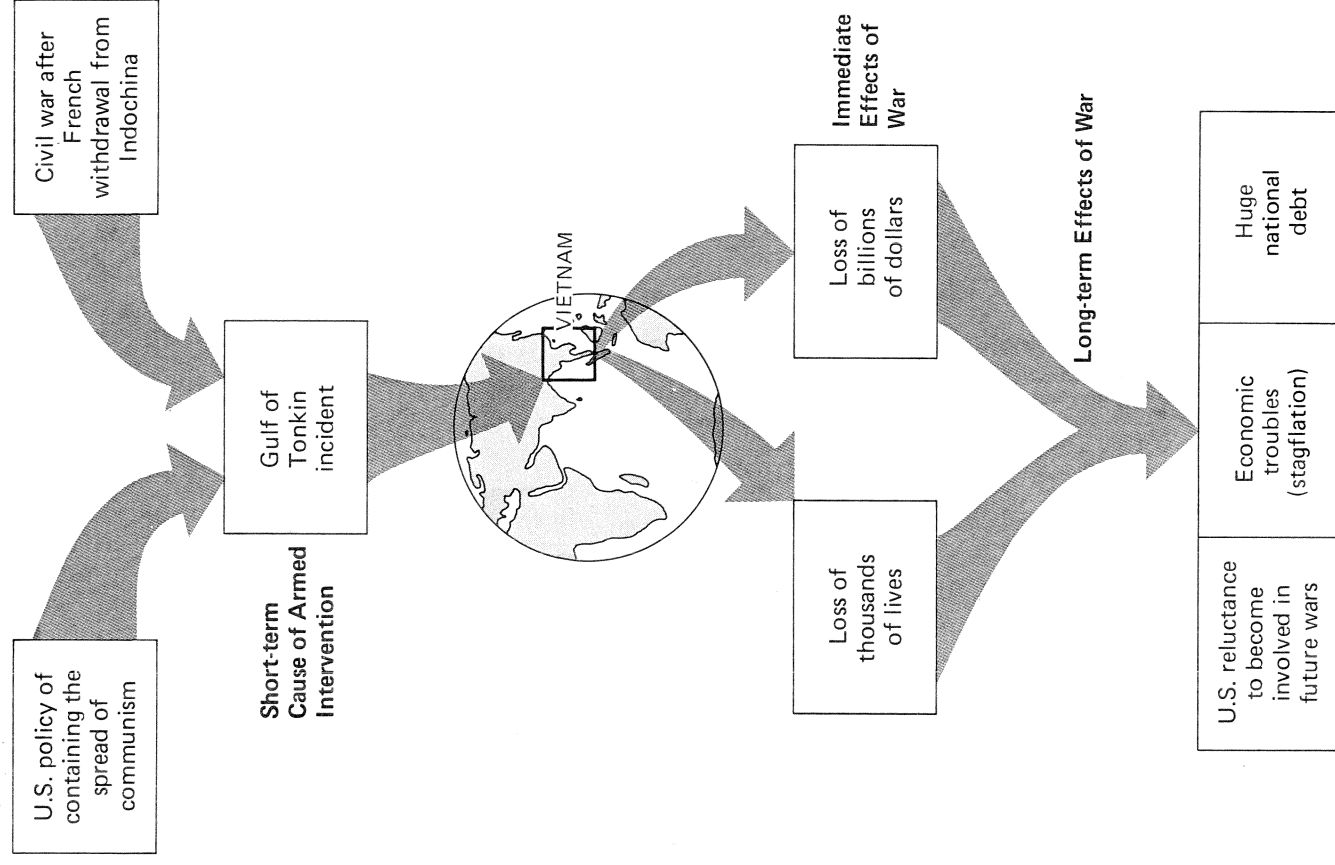 U.S. policy of
containing the
spread of
communism
Civil war after
French
withdrawal from
Indochina
Short-term
Cause of Armed
Intervention
Gulf of
Tonkin
incident
VIETNAM
Loss of
thousands
of lives
Loss of
billions
of dollars
Immediate
Effects of
War
Long-term Effects of War
U.S. reluctance
to become
involved in
future wars
Economic
troubles
(stagflation)
Huge
national
debt